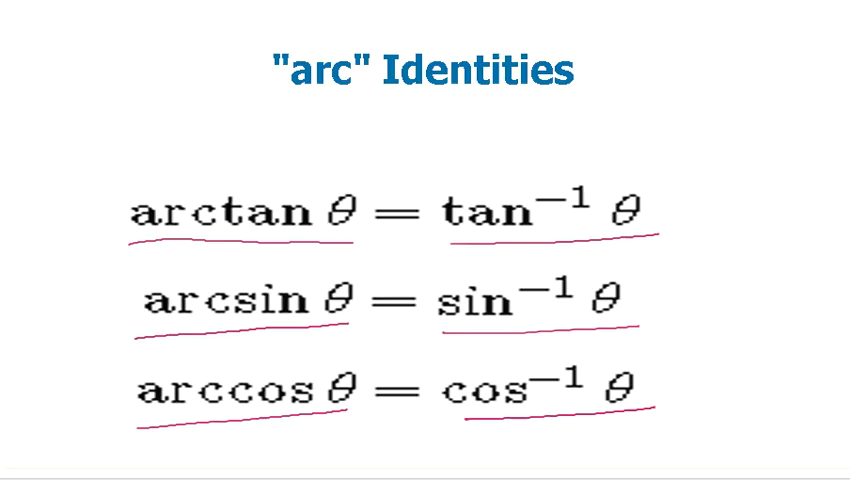 "arc" Identities
arctan θ = tan⁻¹ θ
arcsin θ = sin⁻¹ θ
arccos θ = cos⁻¹ θ